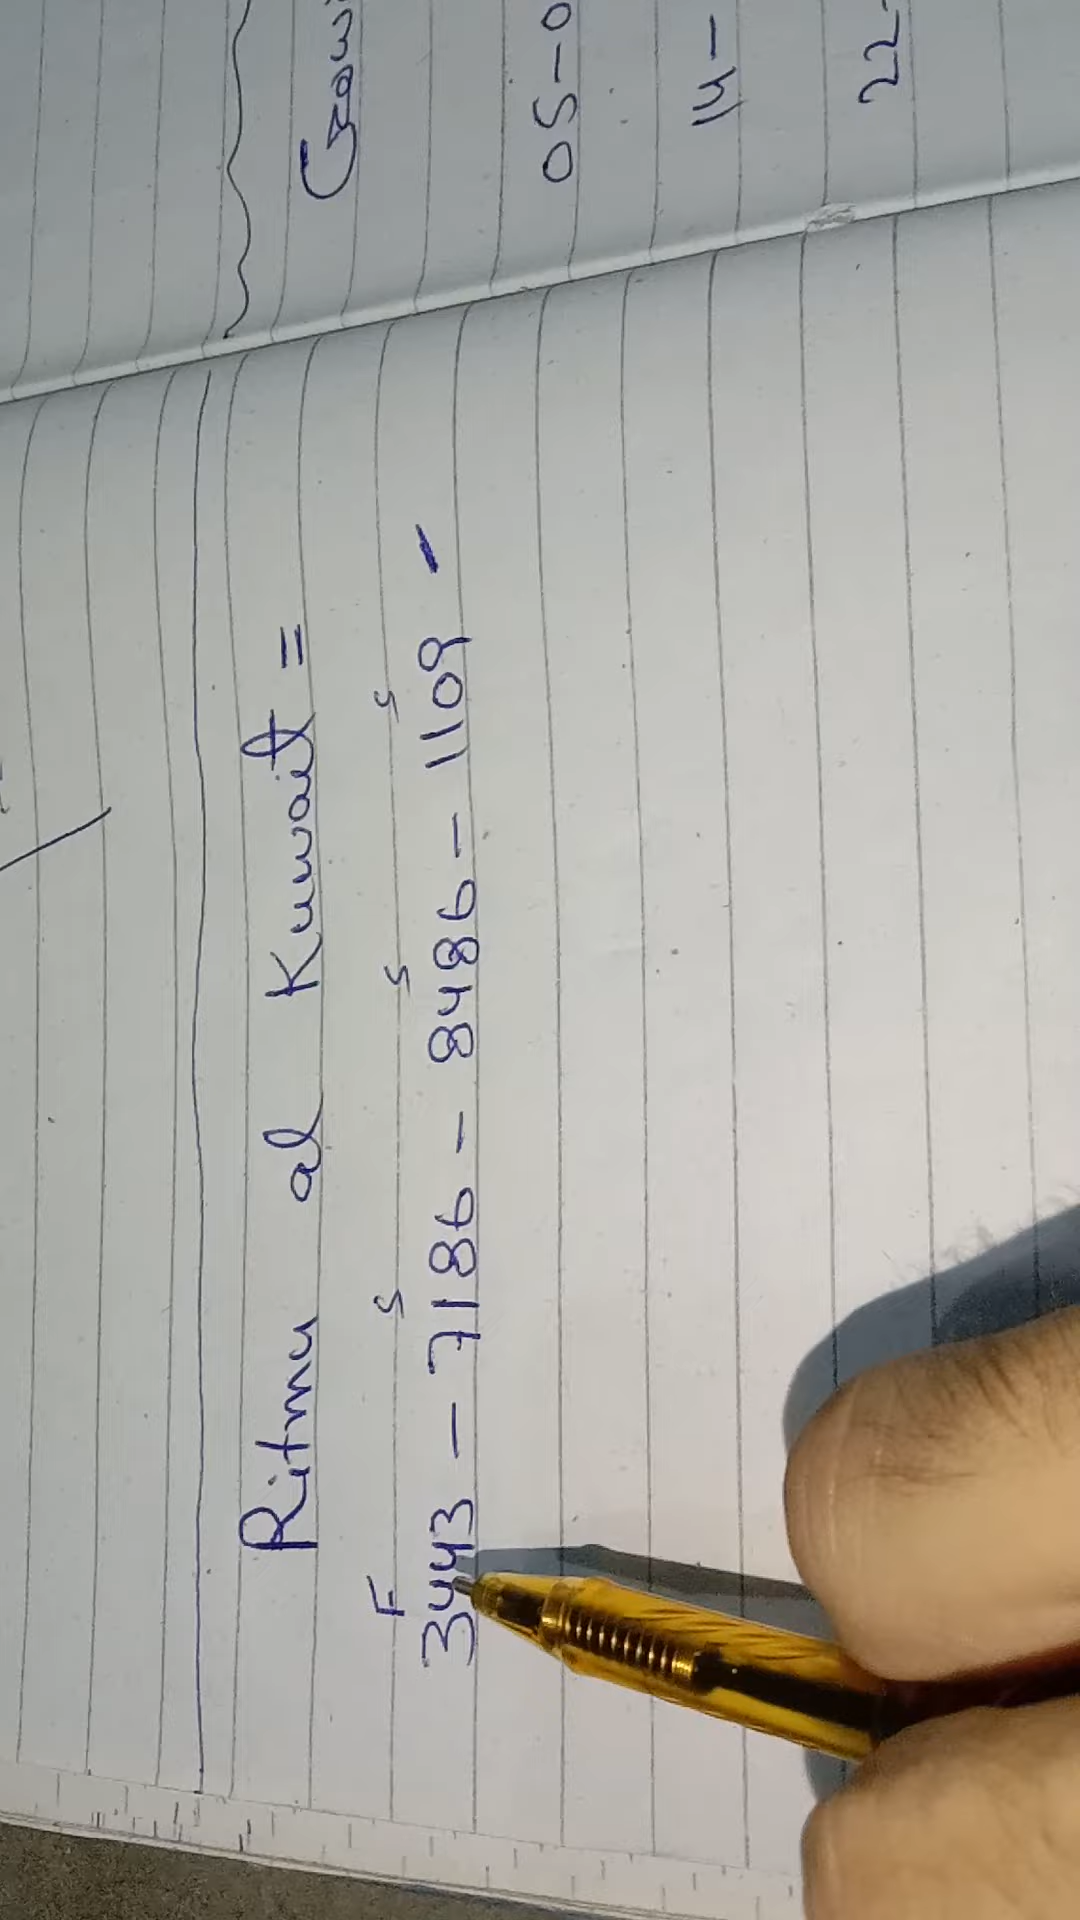 Ritmu al Kuwait =
F S S S
3443 - 7186 - 8486 - 1109 -
05-0
14-
22-